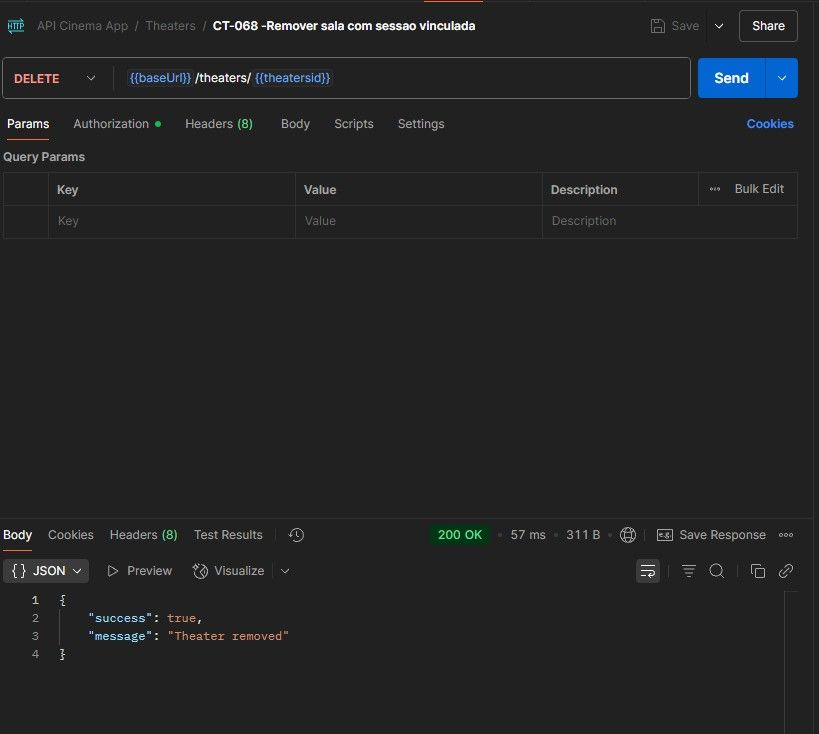 HTTP API Cinema App / Theaters / CT-068 -Remover sala com sessao vinculada Save Share
DELETE {{baseUrl}} /theaters/ {{theatersid}} Send
Params Authorization Headers (8) Body Scripts Settings Cookies
Query Params
Key Value Description Bulk Edit
Key Value Description
Body Cookies Headers (8) Test Results 200 OK 57 ms 311 B e.g. Save Response
{} JSON Preview Visualize
1 {
2 "success": true,
3 "message": "Theater removed"
4 }